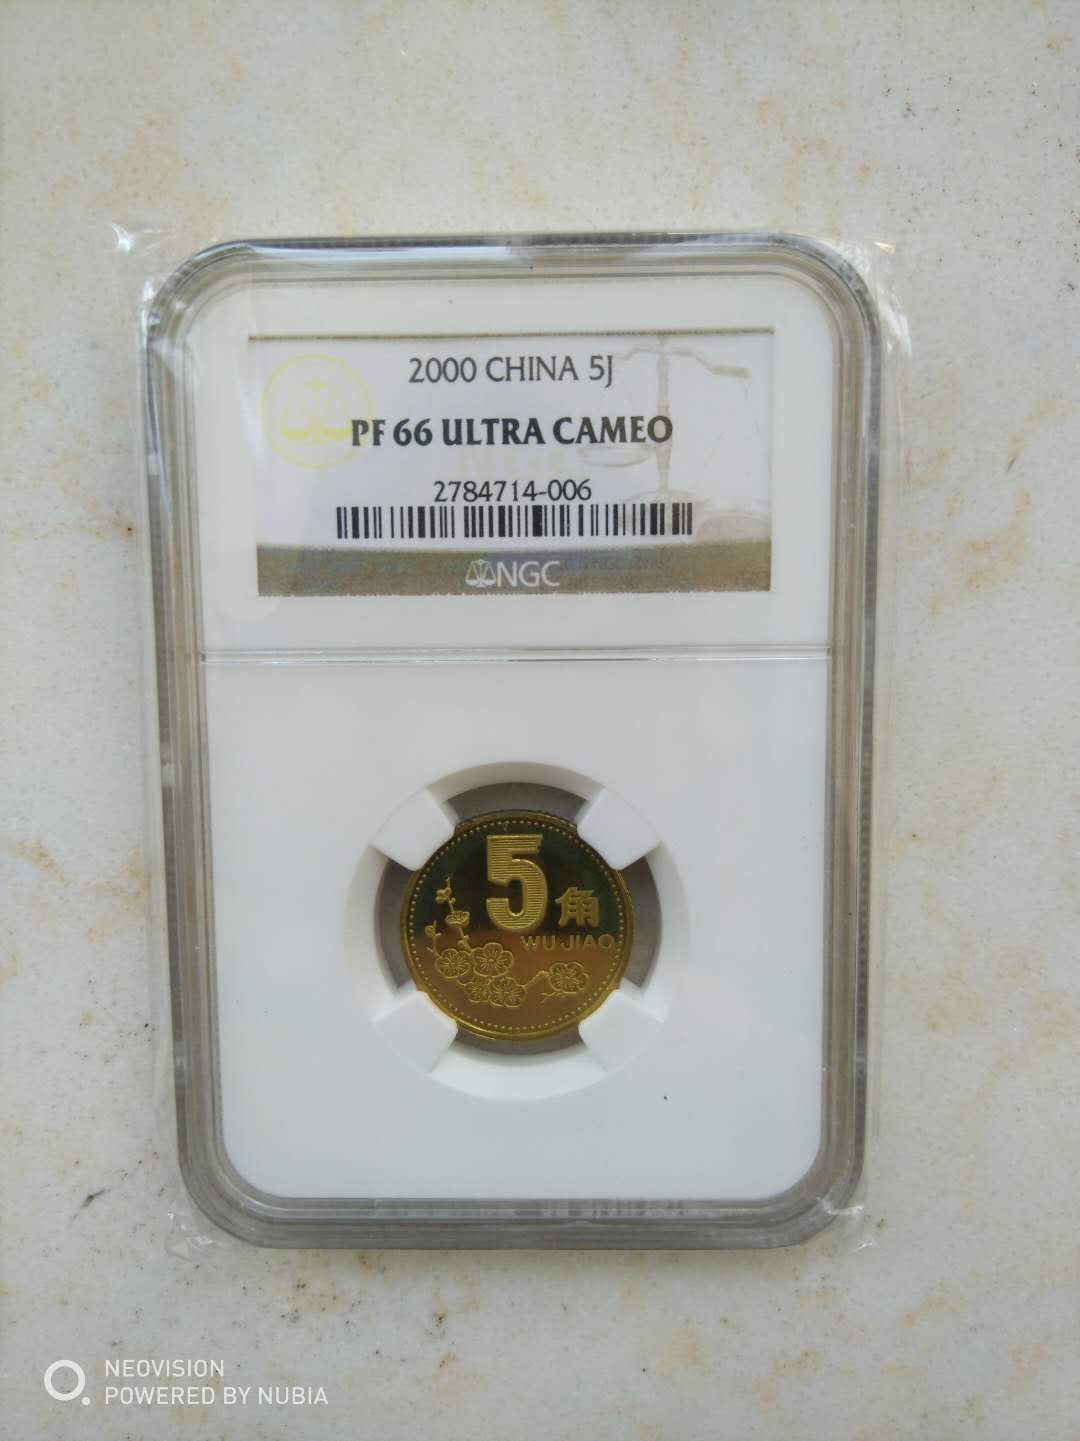 2000 CHINA 5J
PF 66 ULTRA CAMEO
2784714-006
NGC
5角
WU JIAO
NEOVISION
POWERED BY NUBIA